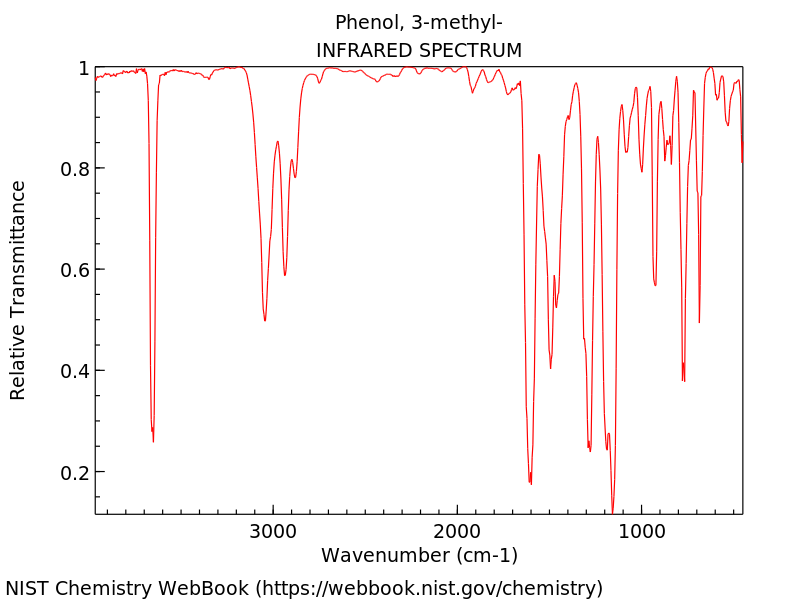 Phenol, 3-methyl-
INFRARED SPECTRUM
1
0.8
0.6
0.4
0.2
Relative Transmittance
3000 2000 1000
Wavenumber (cm-1)
NIST Chemistry WebBook (https://webbook.nist.gov/chemistry)